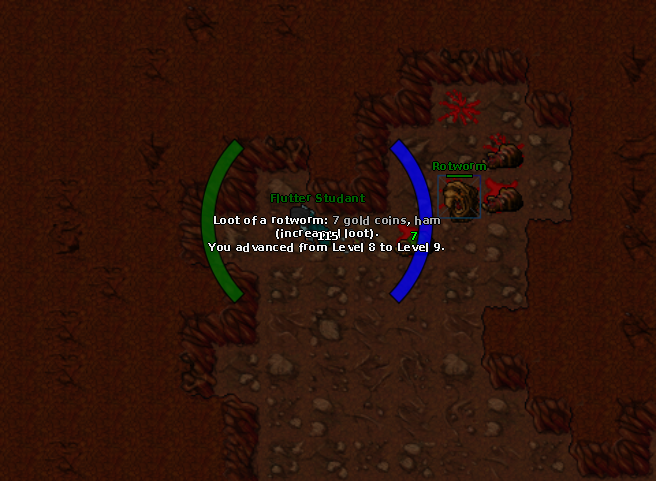 Rotworm
Flutter Studant
Loot of a rotworm: 7 gold coins, ham
(increased loot).
115
7
You advanced from Level 8 to Level 9.